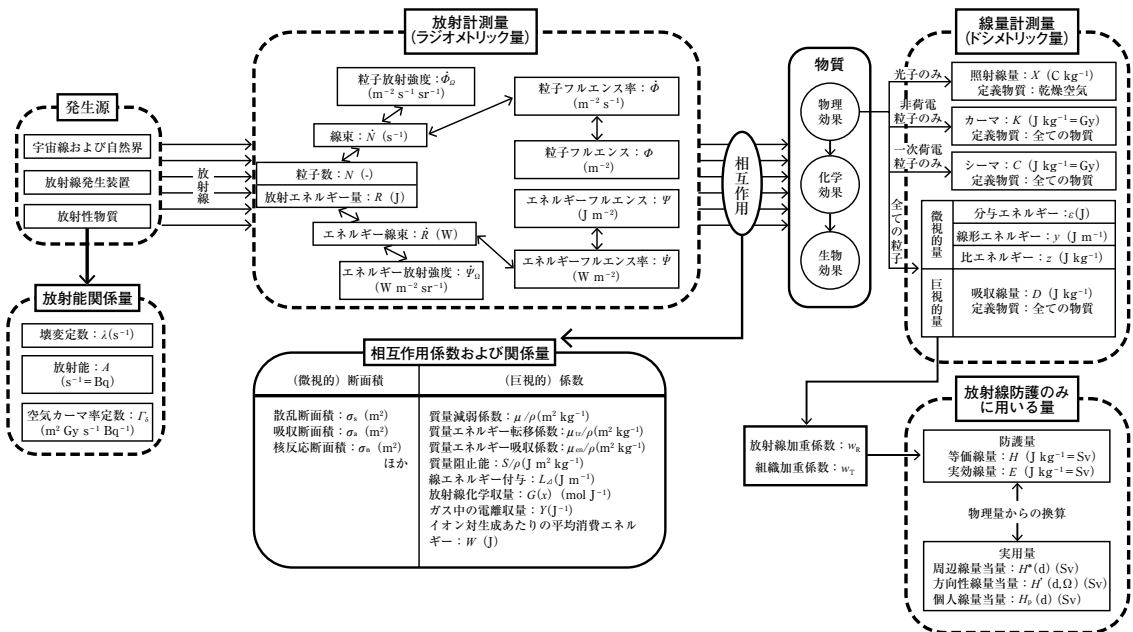 発生源
宇宙線および自然界
放射線発生装置
放射性物質
放射線
放射能関係量
壊変定数：λ(s⁻¹)
放射能：A
(s⁻¹＝Bq)
空気カーマ率定数：Γδ
(m² Gy s⁻¹ Bq⁻¹)
放射計測量
(ラジオメトリック量)
粒子放射強度：Φ̇Ω
(m⁻² s⁻¹ sr⁻¹)
線束：Ṅ (s⁻¹)
粒子数：N (-)
放射エネルギー量：R (J)
エネルギー線束：Ṙ (W)
エネルギー放射強度：Ψ̇Ω
(W m⁻² sr⁻¹)
粒子フルエンス率：Φ̇
(m⁻² s⁻¹)
粒子フルエンス：Φ
(m⁻²)
エネルギーフルエンス：Ψ
(J m⁻²)
エネルギーフルエンス率：Ψ̇
(W m⁻²)
相互作用
物質
物理
効果
化学
効果
生物
効果
線量計測量
(ドシメトリック量)
光子のみ
照射線量：X (C kg⁻¹)
定義物質：乾燥空気
非荷電
粒子のみ
カーマ：K (J kg⁻¹＝Gy)
定義物質：全ての物質
一次荷電
粒子のみ
シーマ：C (J kg⁻¹＝Gy)
定義物質：全ての物質
全ての粒子
微視的量
分与エネルギー：ε(J)
線形エネルギー：y (J m⁻¹)
比エネルギー：z (J kg⁻¹)
巨視的量
吸収線量：D (J kg⁻¹)
定義物質：全ての物質
相互作用係数および関係量
(微視的) 断面積
散乱断面積：σs (m²)
吸収断面積：σa (m²)
核反応断面積：σn (m²)
ほか
(巨視的) 係数
質量減弱係数：μ/ρ(m² kg⁻¹)
質量エネルギー転移係数：μtr/ρ(m² kg⁻¹)
質量エネルギー吸収係数：μen/ρ(m² kg⁻¹)
質量阻止能：S/ρ(J m² kg⁻¹)
線エネルギー付与：LΔ(J m⁻¹)
放射線化学収量：G(x) (mol J⁻¹)
ガス中の電離収量：Y(J⁻¹)
イオン対生成あたりの平均消費エネル
ギー：W (J)
放射線加重係数：wR
組織加重係数：wT
放射線防護のみ
に用いる量
防護量
等価線量：H (J kg⁻¹＝Sv)
実効線量：E (J kg⁻¹＝Sv)
物理量からの換算
実用量
周辺線量当量：H*(d) (Sv)
方向性線量当量：H′(d,Ω) (Sv)
個人線量当量：Hp(d) (Sv)